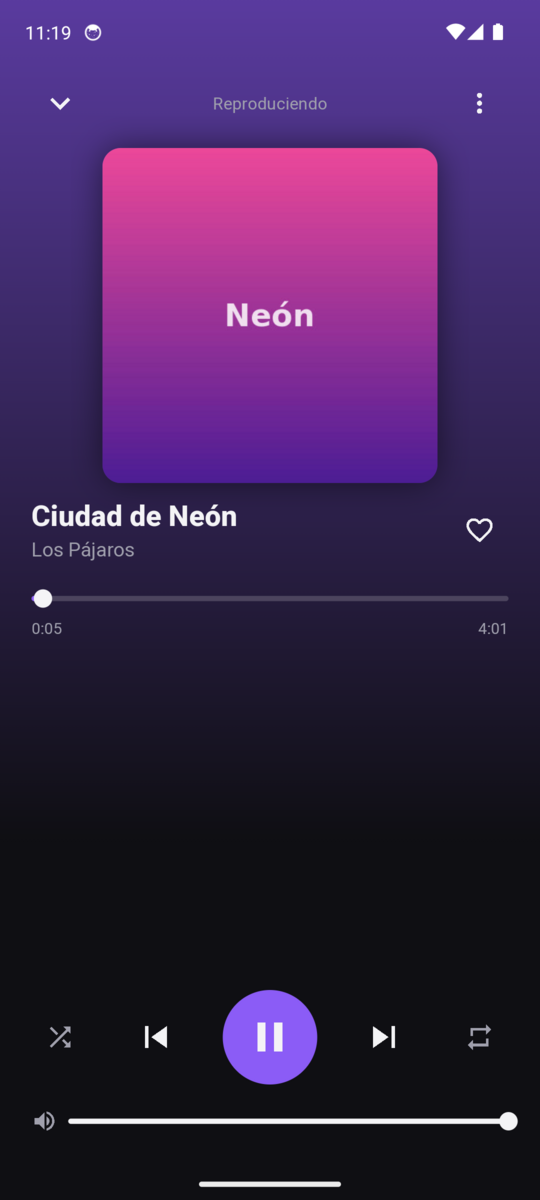 11:19
Reproduciendo
Neón
Ciudad de Neón
Los Pájaros
0:05
4:01